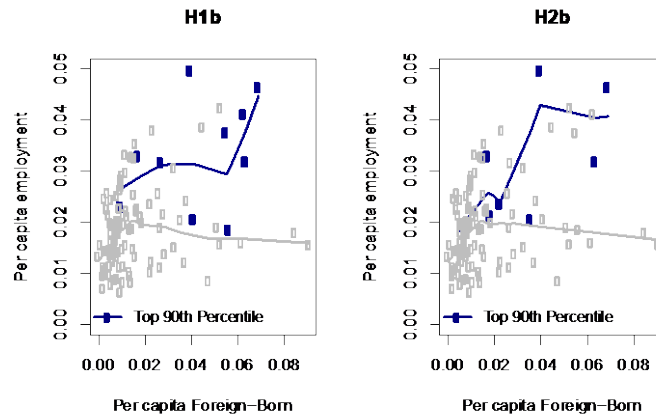 H1b
H2b
Per capita employment
0.05
0.04
0.03
0.02
0.01
0.00
Top 90th Percentile
0.00 0.02 0.04 0.06 0.08
Per capita Foreign-Born
Per capita employment
0.05
0.04
0.03
0.02
0.01
0.00
Top 90th Percentile
0.00 0.02 0.04 0.06 0.08
Per capita Foreign-Born